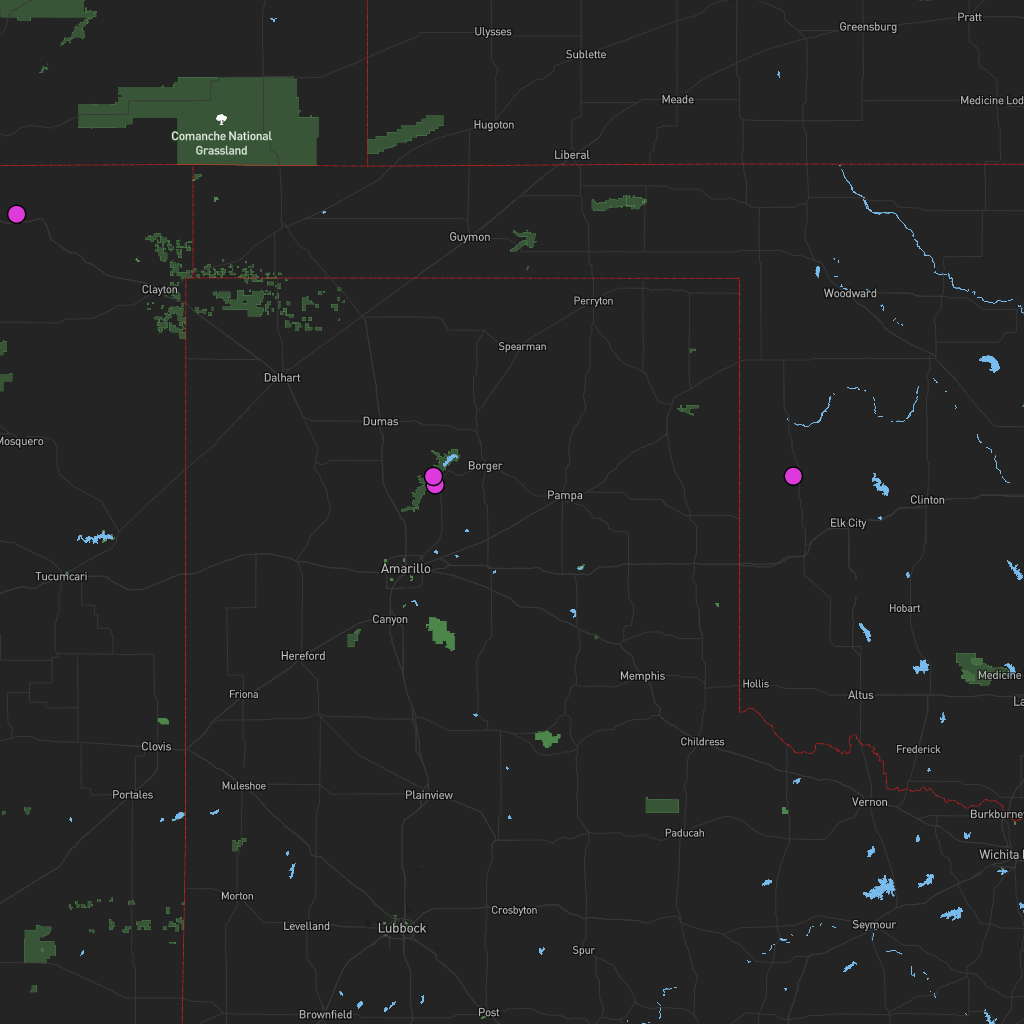 Pratt
Greensburg
Ulysses
Sublette
Meade
Medicine Lod
Hugoton
Comanche National
Grassland
Liberal
Guymon
Clayton
Woodward
Perryton
Spearman
Dalhart
Dumas
Mosquero
Borger
Pampa
Clinton
Elk City
Amarillo
Tucumcari
Hobart
Canyon
Hereford
Memphis
Medicine
Hollis
Friona
Altus
La
Childress
Clovis
Frederick
Muleshoe
Portales
Plainview
Vernon
Burkburne
Paducah
Wichita
Morton
Crosbyton
Levelland
Lubbock
Seymour
Spur
Brownfield
Post